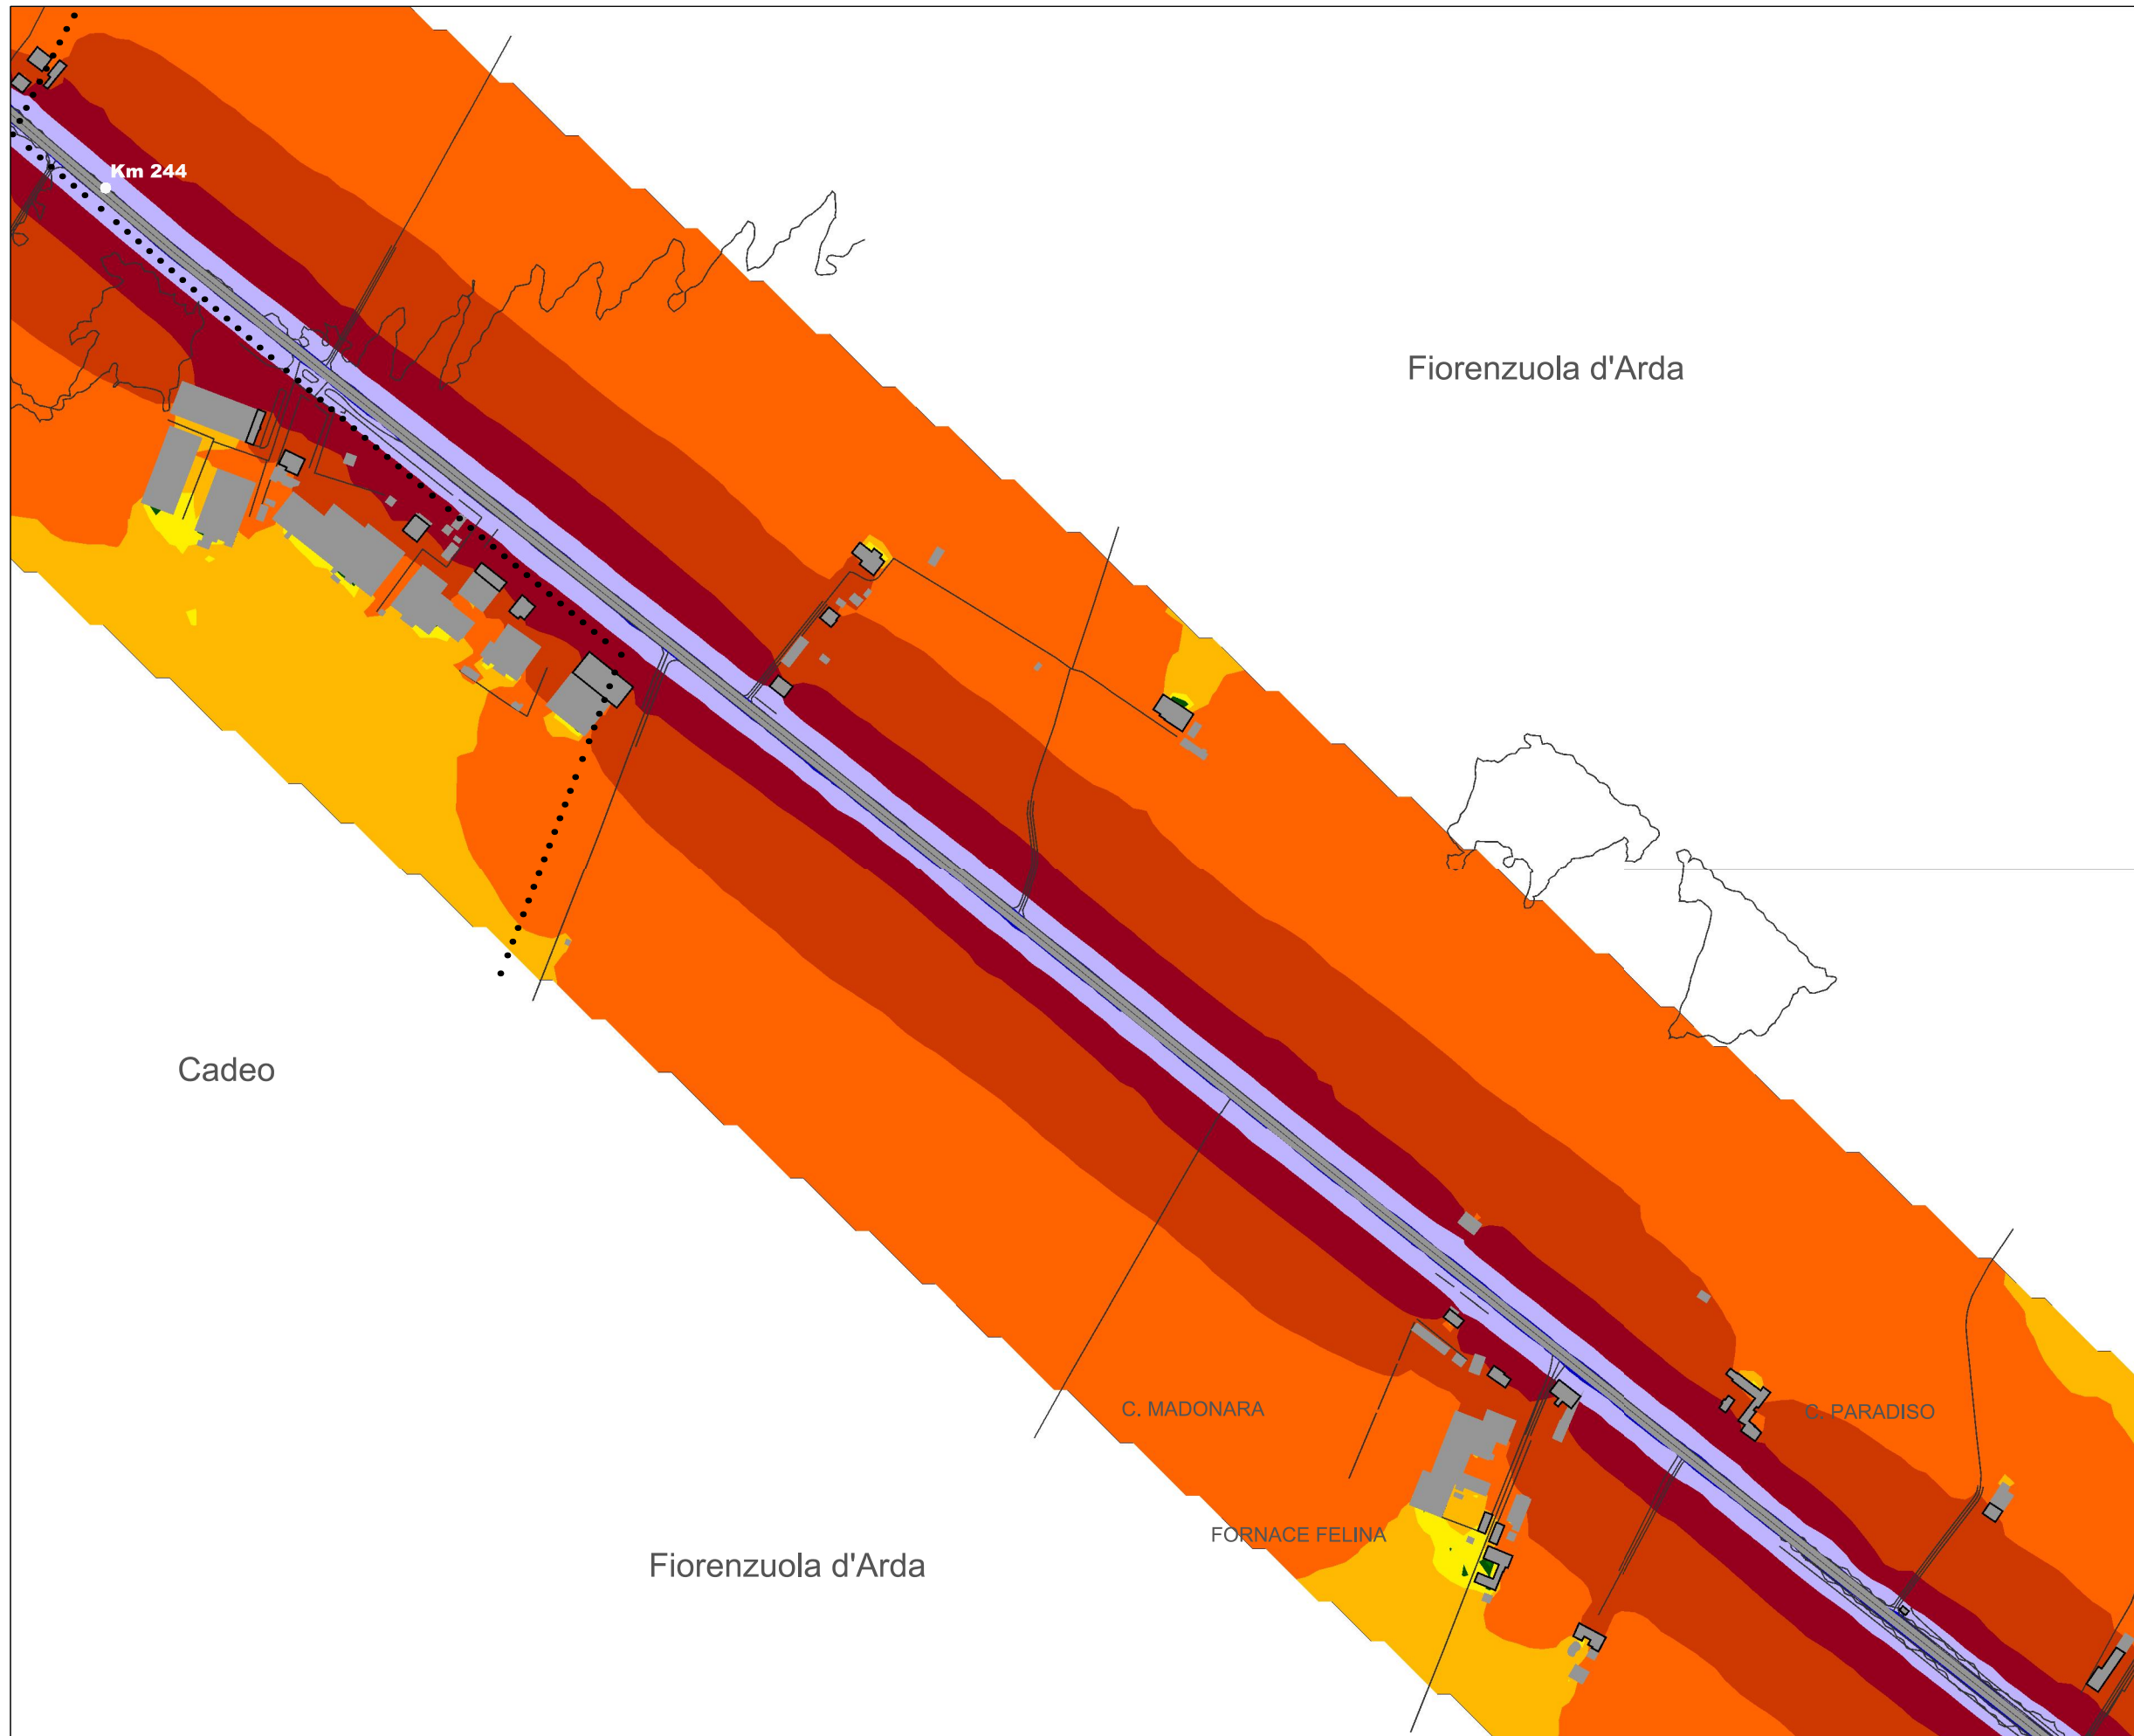 Km 244
Fiorenzuola d'Arda
Cadeo
C. MADONARA
C. PARADISO
FORNACE FELINA
Fiorenzuola d'Arda